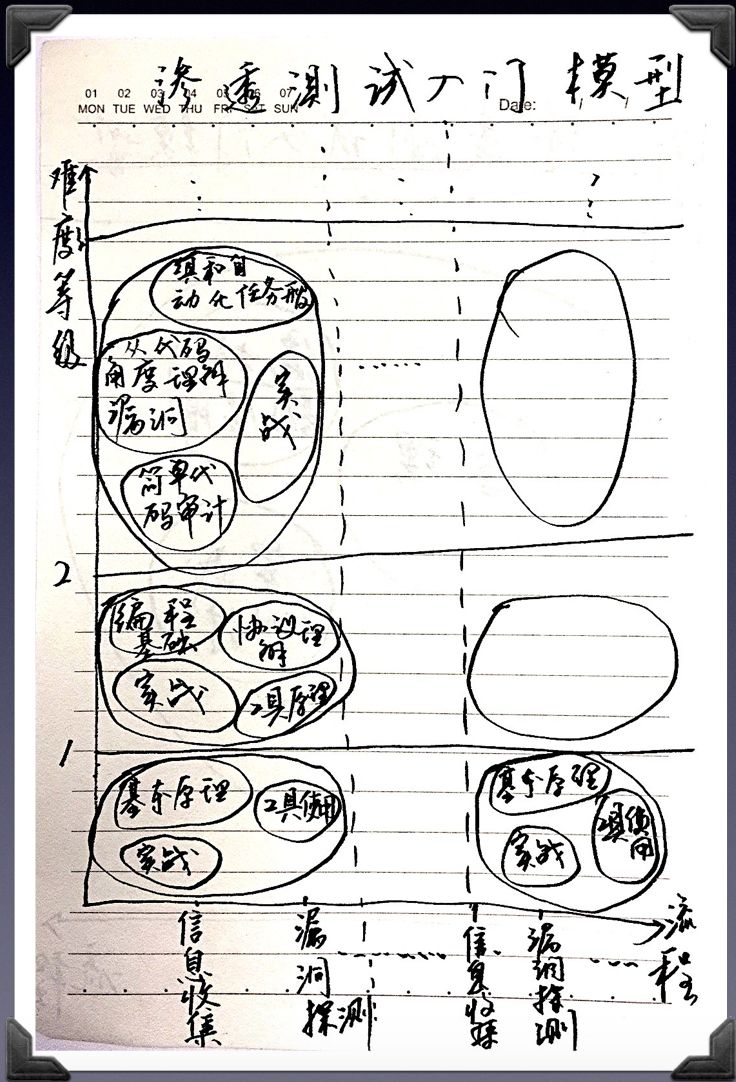 渗透测试入门模型
01 02 03 04 05 06 07
MON TUE WED THU FRI SAT SUN
Date: / /
难度等级
编和自
动化任务般
从代码
角度理解
漏洞
实战
简单代
码审计
2
编程
基础
协议理
解
实战
工具原理
1
基本原理
工具使用
实战
基本原理
工具使用
实战
流程
信息收集
漏洞探测
信息收集
漏洞探测